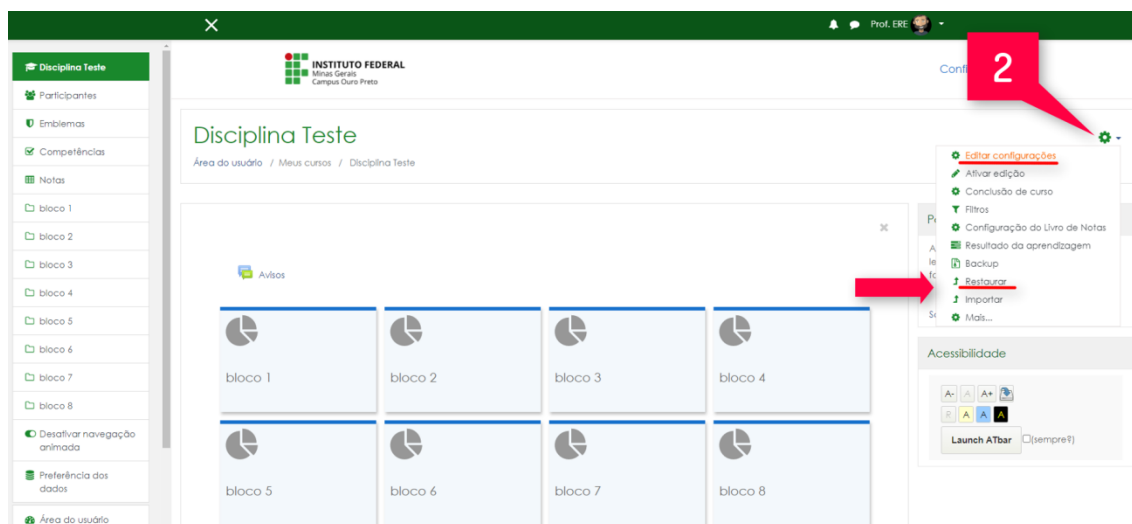 Prof. ERE
2
Disciplina Teste
Participantes
Emblemas
Competências
Notas
bloco 1
bloco 2
bloco 3
bloco 4
bloco 5
bloco 6
bloco 7
bloco 8
Desativar navegação
animada
Preferência dos
dados
Área do usuário
INSTITUTO FEDERAL
Minas Gerais
Campus Ouro Preto
Disciplina Teste
Área do usuário / Meus cursos / Disciplina Teste
Editar configurações
Ativar edição
Conclusão de curso
Filtros
Configuração do Livro de Notas
Resultado da aprendizagem
Backup
Restaurar
Importar
Mais...
Avisos
bloco 1
bloco 2
bloco 3
bloco 4
bloco 5
bloco 6
bloco 7
bloco 8
Acessibilidade
A- A A+
R A A A
Launch ATbar (sempre?)